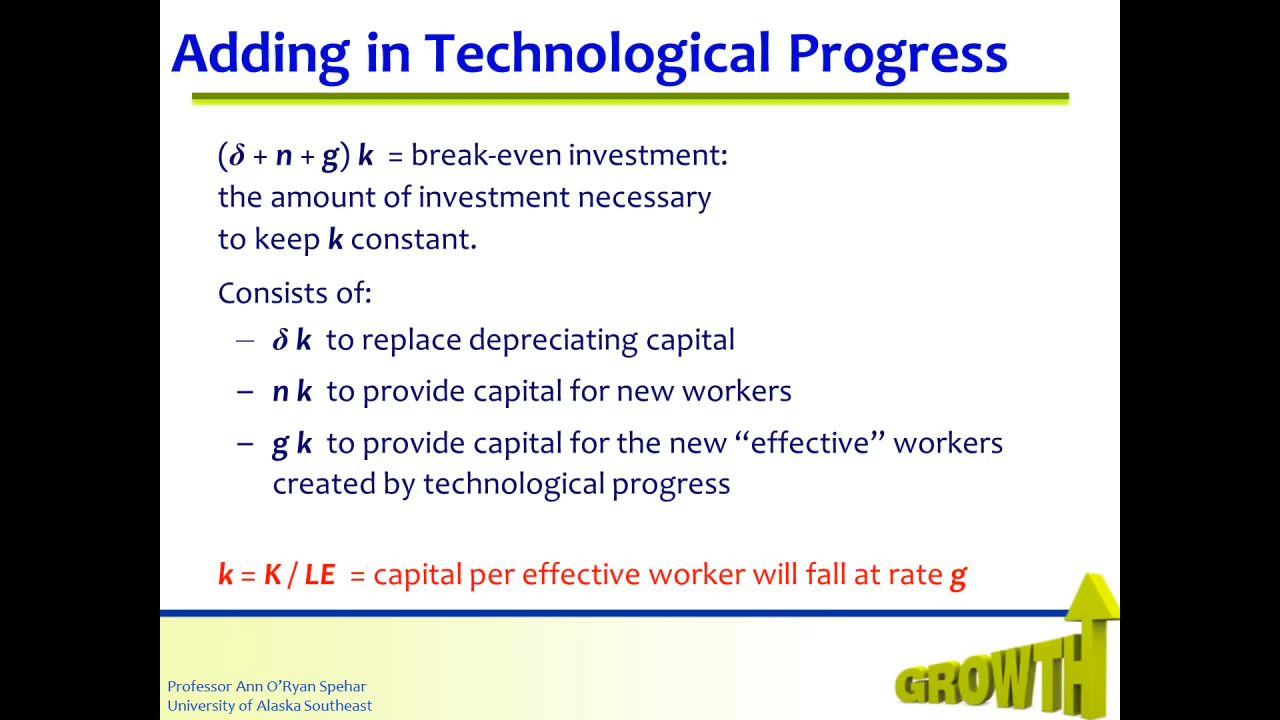 Adding in Technological Progress
(δ + n + g) k = break-even investment:
the amount of investment necessary
to keep k constant.
Consists of:
– δ k to replace depreciating capital
– n k to provide capital for new workers
– g k to provide capital for the new “effective” workers
created by technological progress
k = K / LE = capital per effective worker will fall at rate g
GROWTH
Professor Ann O’Ryan Spehar
University of Alaska Southeast